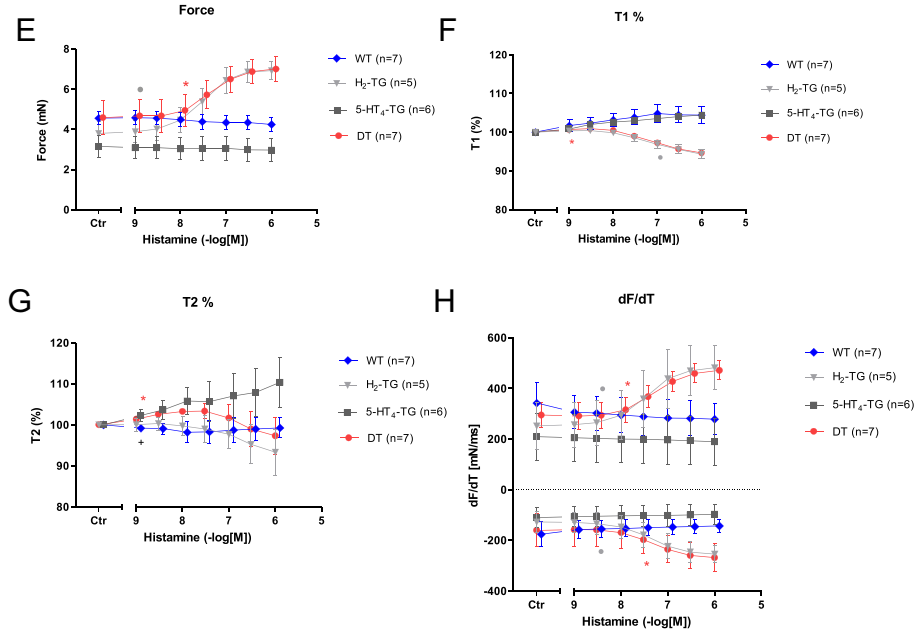 E
Force
8
6
4
2
0
Force (mN)
*
Ctr
9
8
7
6
5
Histamine (-log[M])
WT (n=7)
H₂-TG (n=5)
5-HT₄-TG (n=6)
DT (n=7)
F
T1 %
120
110
100
90
80
T1 (%)
*
Ctr
9
8
7
6
5
Histamine (-log[M])
WT (n=7)
H₂-TG (n=5)
5-HT₄-TG (n=6)
DT (n=7)
G
T2 %
120
110
100
90
80
T2 (%)
*
+
Ctr
9
8
7
6
5
Histamine (-log[M])
WT (n=7)
H₂-TG (n=5)
5-HT₄-TG (n=6)
DT (n=7)
H
dF/dT
600
400
200
0
-200
-400
dF/dT [mN/ms]
*
*
Ctr
9
8
7
6
5
Histamine (-log[M])
WT (n=7)
H₂-TG (n=5)
5-HT₄-TG (n=6)
DT (n=7)